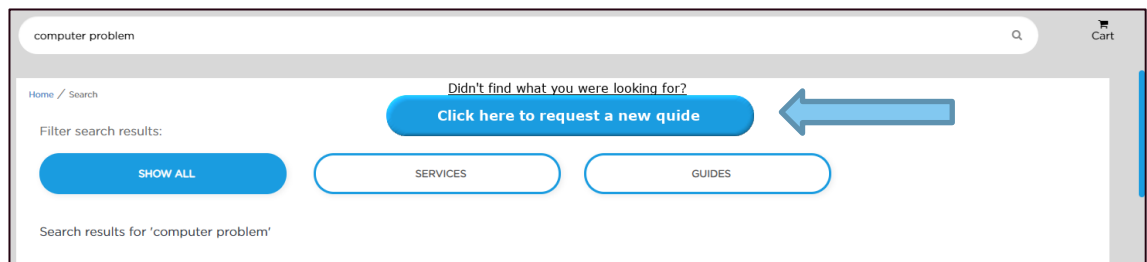 computer problem
Cart
Home / Search
Didn't find what you were looking for?
Click here to request a new quide
Filter search results:
SHOW ALL
SERVICES
GUIDES
Search results for 'computer problem'